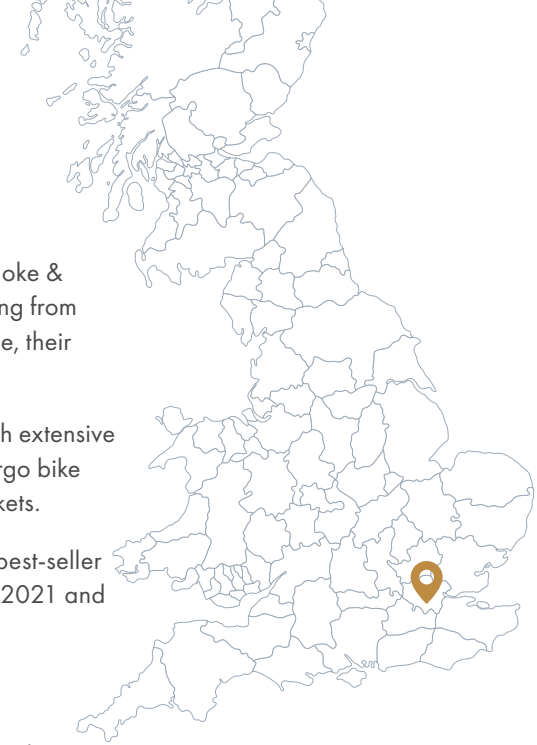 oke &
ng from
e, their
h extensive
rgo bike
kets.
best-seller
2021 and